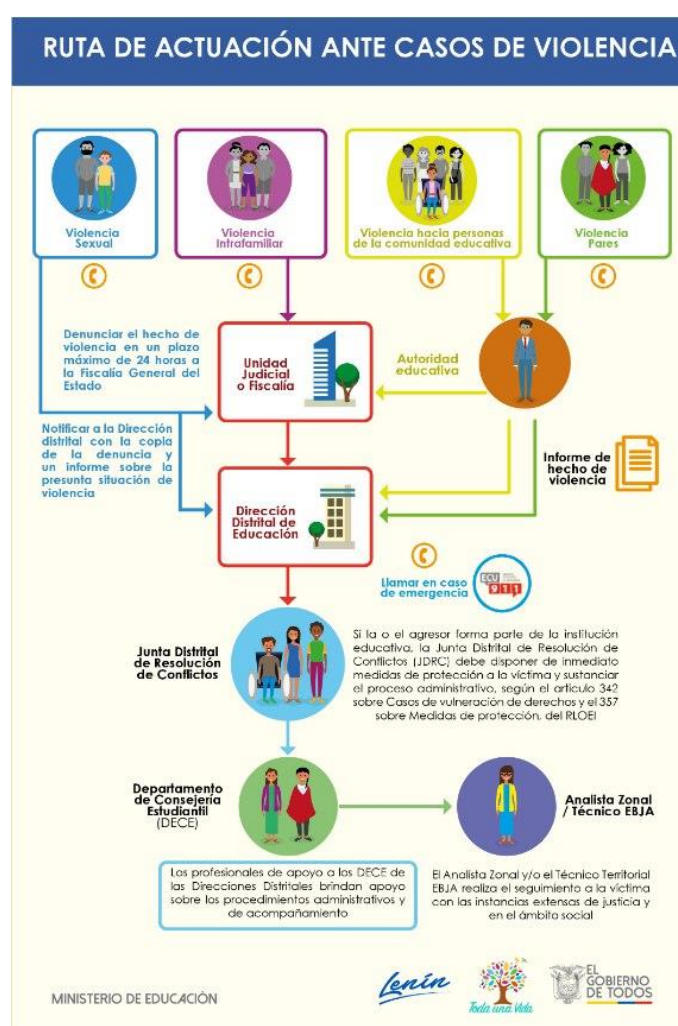 RUTA DE ACTUACIÓN ANTE CASOS DE VIOLENCIA
Violencia
Sexual
Violencia
Intrafamiliar
Violencia hacia personas
de la comunidad educativa
Violencia
Pares
Denunciar el hecho de
violencia en un plazo
máximo de 24 horas a
la Fiscalía General del
Estado
Unidad
Judicial
o Fiscalía
Autoridad
educativa
Notificar a la Dirección
distrital con la copia
de la denuncia y
un informe sobre la
presunta situación de
violencia
Informe de
hecho de
violencia
Dirección
Distrital de
Educación
Llamar en caso
de emergencia
ECU
911
Junta Distrital
de Resolución
de Conflictos
Si la o el agresor forma parte de la institución
educativa, la Junta Distrital de Resolución de
Conflictos (JDRC) debe disponer de inmediato
medidas de protección a la víctima y sustanciar
el proceso administrativo, según el artículo 342
sobre Casos de vulneración de derechos y el 357
sobre Medidas de protección, del RLOEI
Departamento
de Consejería
Estudiantil
(DECE)
Analista Zonal
/ Técnico EBJA
Los profesionales de apoyo a los DECE de
las Direcciones Distritales brindan apoyo
sobre los procedimientos administrativos y
de acompañamiento
El Analista Zonal y/o el Técnico Territorial
EBJA realiza el seguimiento a la víctima
con las instancias extensas de justicia y
en el ámbito social
MINISTERIO DE EDUCACIÓN
Lenín
Toda una Vida
EL
GOBIERNO
DE TODOS